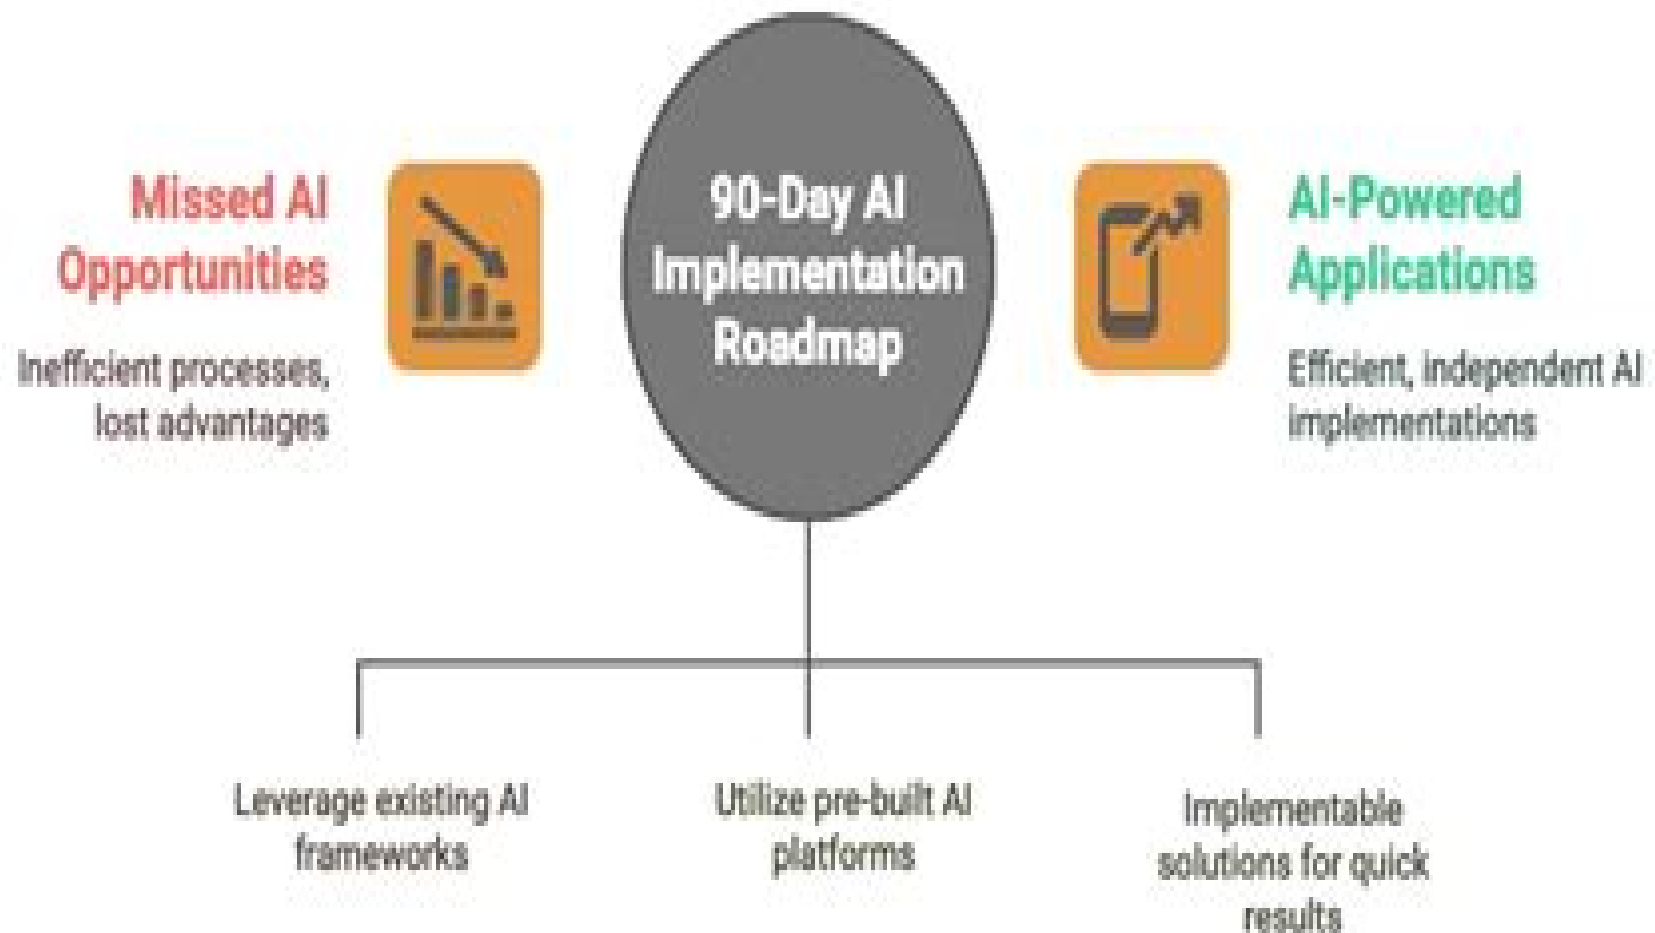 Missed AI
Opportunities
Inefficient processes,
lost advantages
90-Day AI
Implementation
Roadmap
AI-Powered
Applications
Efficient, independent AI
implementations
Leverage existing AI
frameworks
Utilize pre-built AI
platforms
Implementable
solutions for quick
results